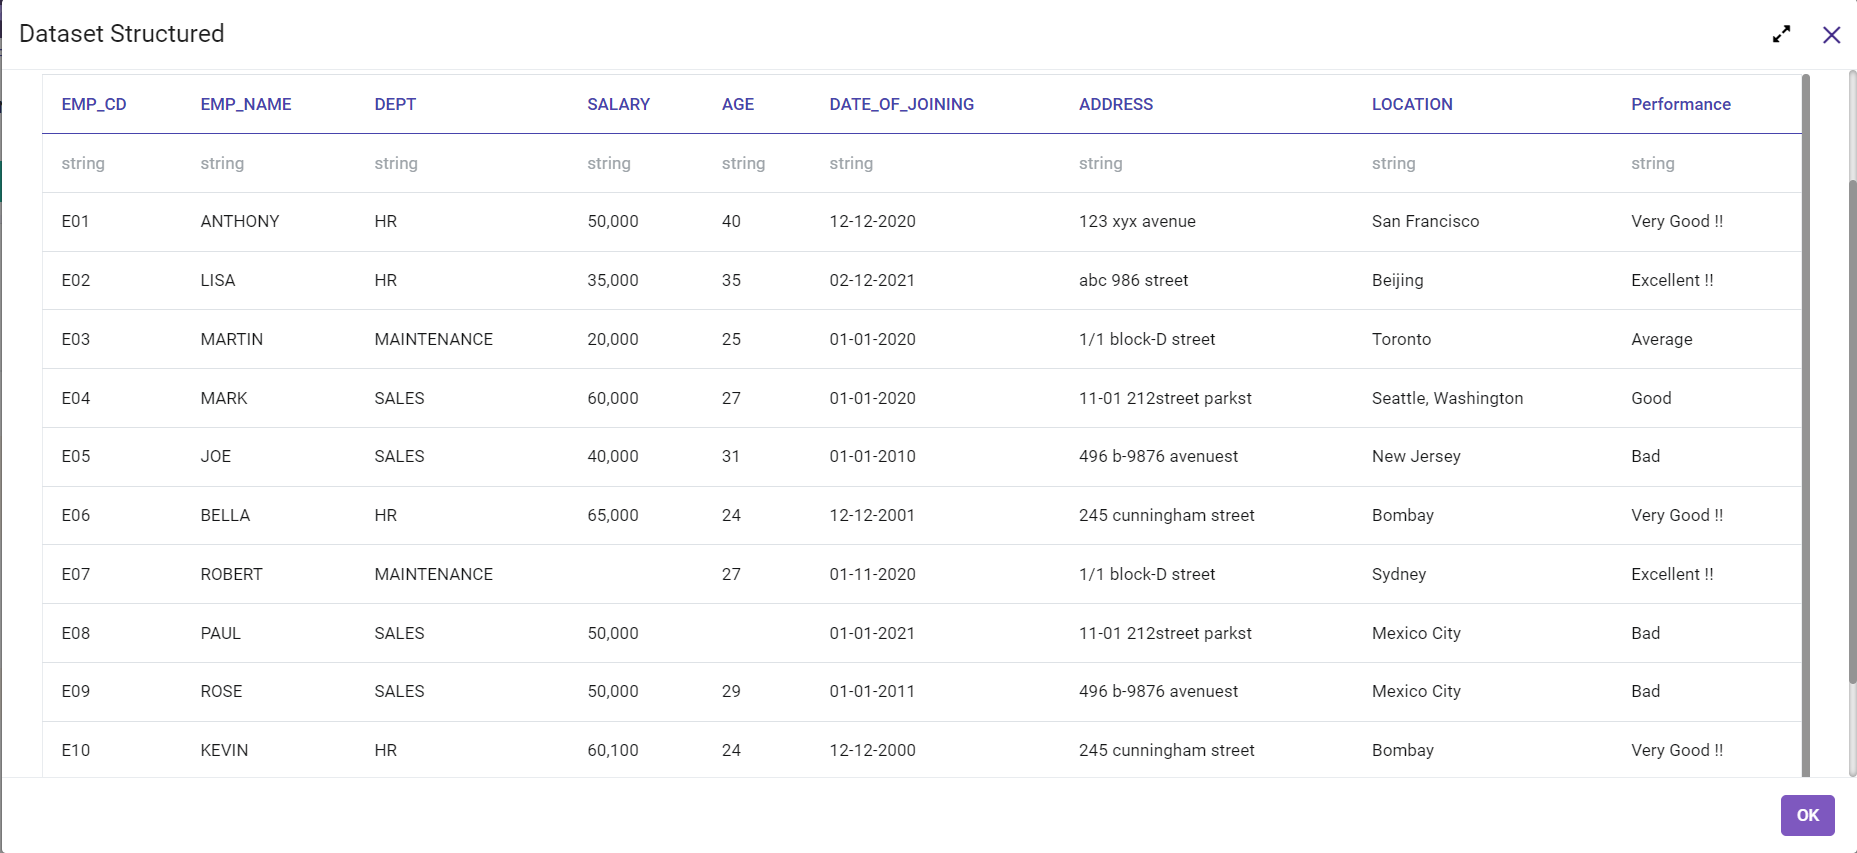 Dataset Structured
EMP_CD EMP_NAME DEPT SALARY AGE DATE_OF_JOINING ADDRESS LOCATION Performance
string string string string string string string string string
E01 ANTHONY HR 50,000 40 12-12-2020 123 xyx avenue San Francisco Very Good !!
E02 LISA HR 35,000 35 02-12-2021 abc 986 street Beijing Excellent !!
E03 MARTIN MAINTENANCE 20,000 25 01-01-2020 1/1 block-D street Toronto Average
E04 MARK SALES 60,000 27 01-01-2020 11-01 212street parkst Seattle, Washington Good
E05 JOE SALES 40,000 31 01-01-2010 496 b-9876 avenuest New Jersey Bad
E06 BELLA HR 65,000 24 12-12-2001 245 cunningham street Bombay Very Good !!
E07 ROBERT MAINTENANCE 27 01-11-2020 1/1 block-D street Sydney Excellent !!
E08 PAUL SALES 50,000 01-01-2021 11-01 212street parkst Mexico City Bad
E09 ROSE SALES 50,000 29 01-01-2011 496 b-9876 avenuest Mexico City Bad
E10 KEVIN HR 60,100 24 12-12-2000 245 cunningham street Bombay Very Good !!
OK